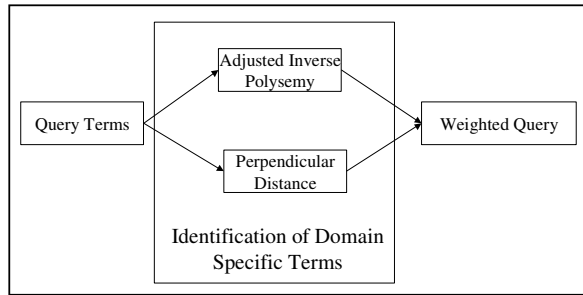 Adjusted Inverse
Polysemy
Query Terms
Weighted Query
Perpendicular
Distance
Identification of Domain
Specific Terms